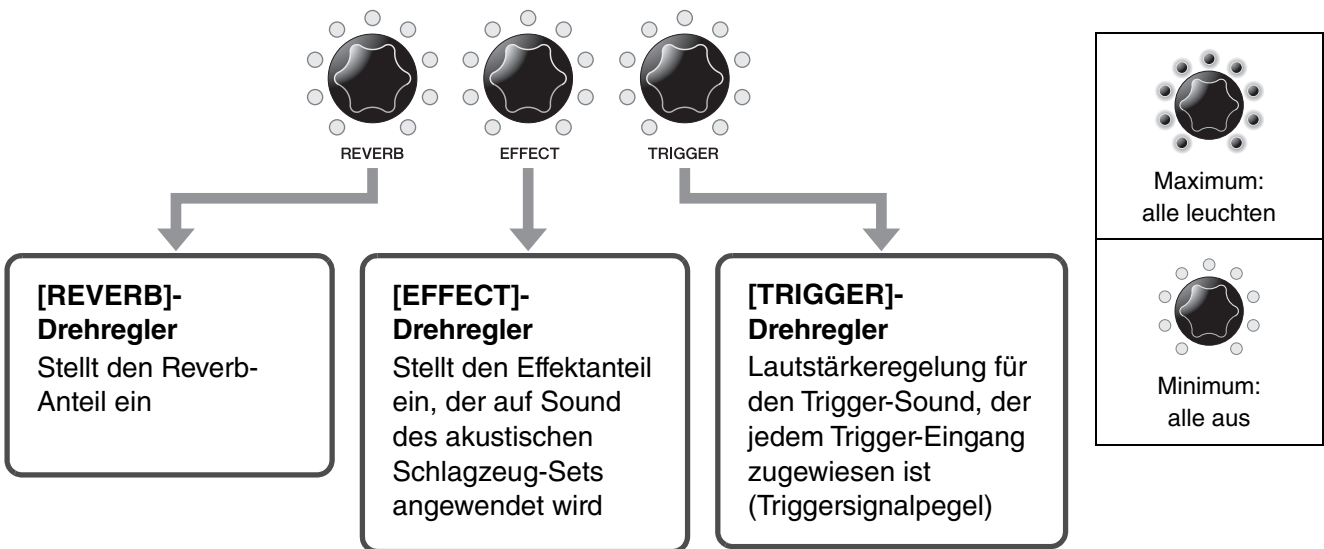 REVERB
EFFECT
TRIGGER
[REVERB]-
Drehregler
Stellt den Reverb-
Anteil ein
[EFFECT]-
Drehregler
Stellt den Effektanteil
ein, der auf Sound
des akustischen
Schlagzeug-Sets
angewendet wird
[TRIGGER]-
Drehregler
Lautstärkeregelung für
den Trigger-Sound, der
jedem Trigger-Eingang
zugewiesen ist
(Triggersignalpegel)
Maximum:
alle leuchten
Minimum:
alle aus